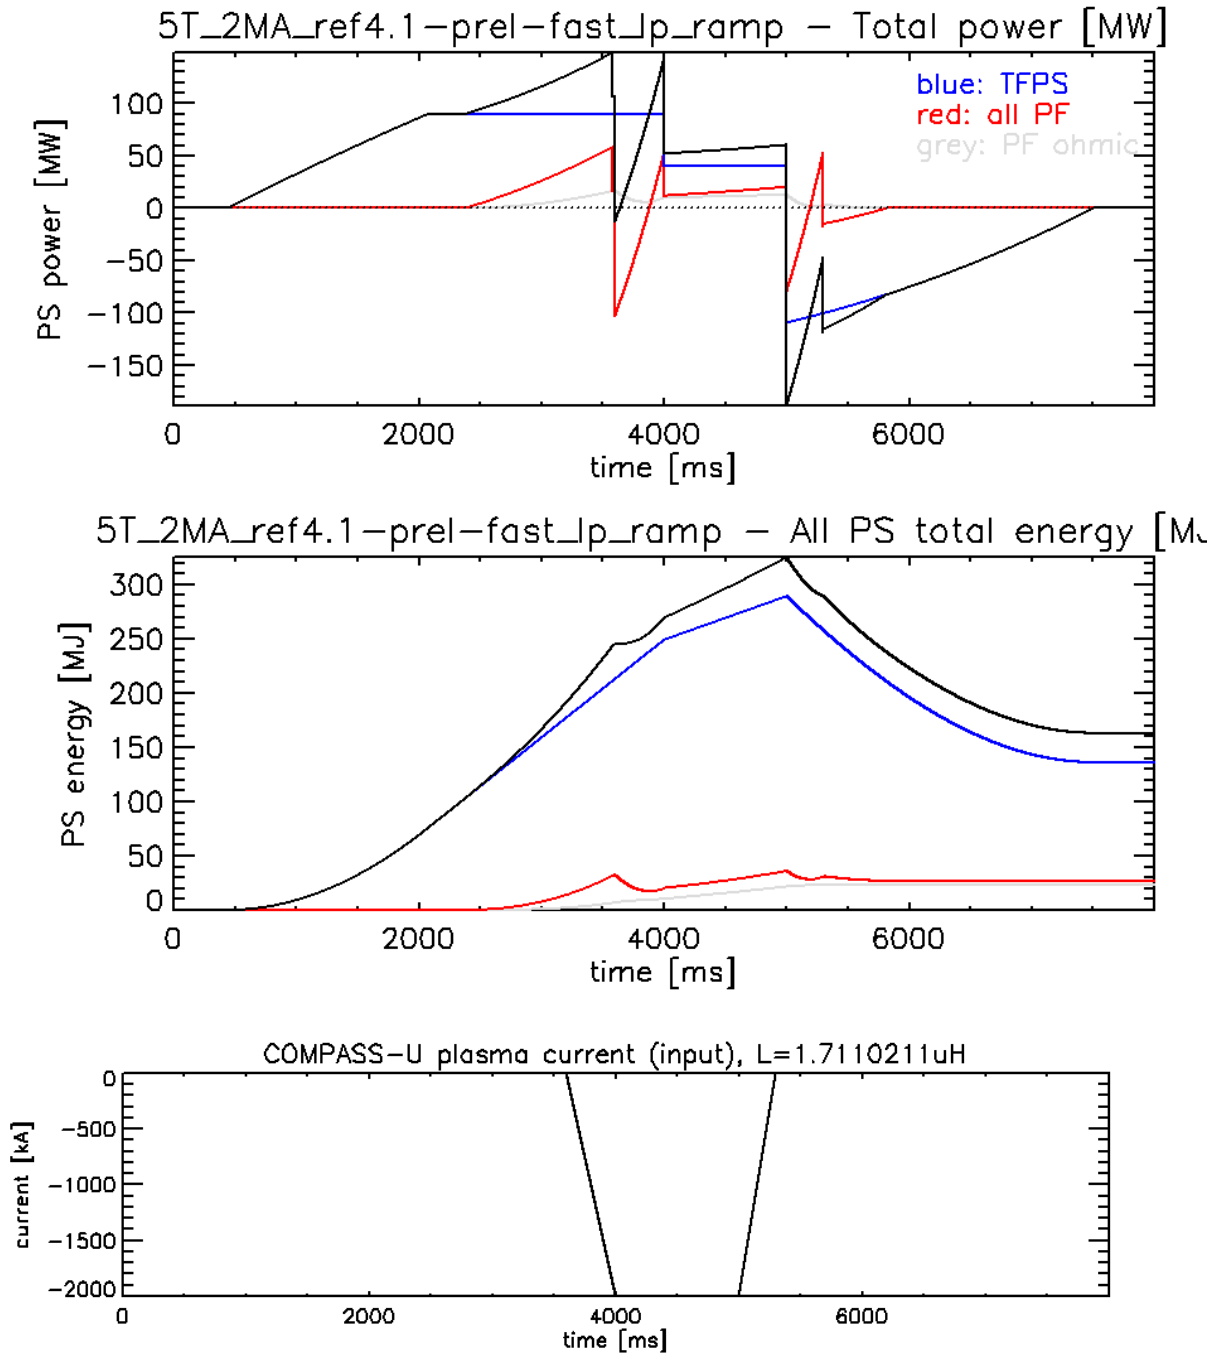 5T_2MA_ref4.1-prel-fast_Ip_ramp - Total power [MW]
blue: TFPS
red: all PF
grey: PF ohmic
PS power [MW]
100
50
0
-50
-100
-150
0 2000 4000 6000
time [ms]
5T_2MA_ref4.1-prel-fast_Ip_ramp - All PS total energy [MJ
PS energy [MJ]
300
250
200
150
100
50
0
0 2000 4000 6000
time [ms]
COMPASS-U plasma current (input), L=1.7110211uH
current [kA]
0
-500
-1000
-1500
-2000
0 2000 4000 6000
time [ms]